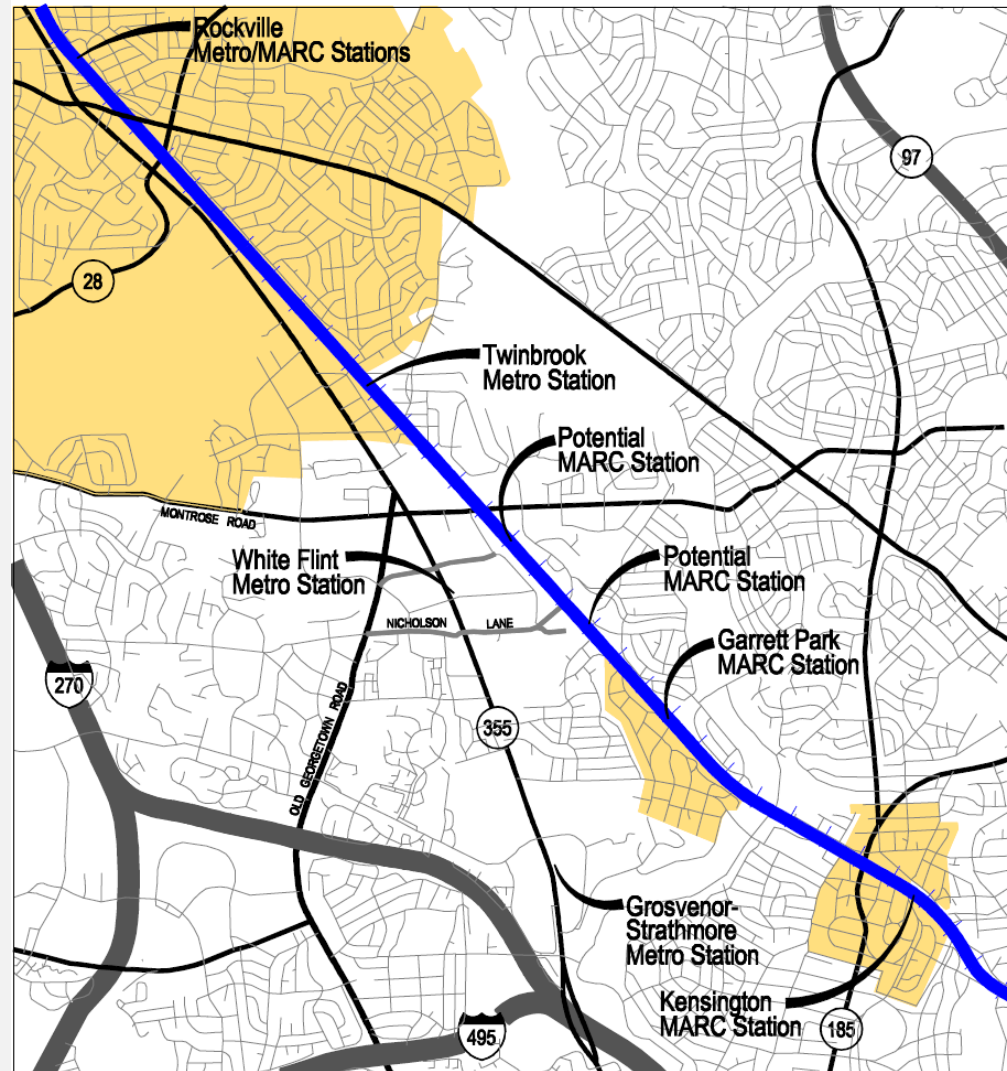 Rockville
Metro/MARC Stations
97
28
Twinbrook
Metro Station
Potential
MARC Station
MONTROSE ROAD
White Flint
Metro Station
Potential
MARC Station
NICHOLSON LANE
Garrett Park
MARC Station
270
355
OLD GEORGETOWN ROAD
Grosvenor-
Strathmore
Metro Station
Kensington
MARC Station
185
495